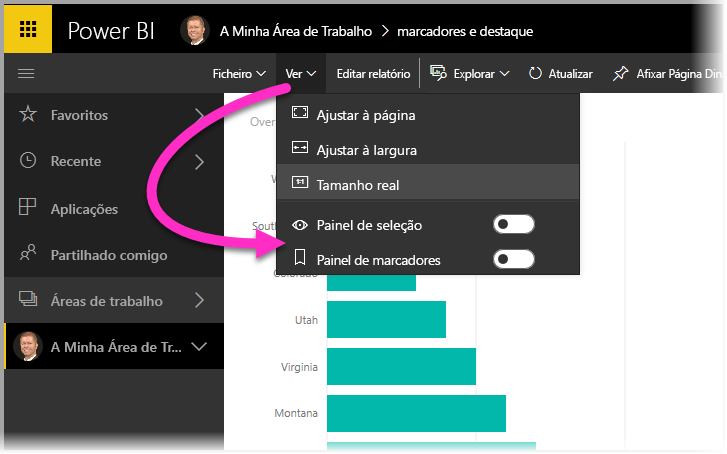 Power BI
A Minha Área de Trabalho > marcadores e destaque
Ficheiro Ver Editar relatório Explorar Atualizar Afixar Página Din
Favoritos
Recente
Aplicações
Partilhado comigo
Áreas de trabalho
A Minha Área de Tr...
Over
Ajustar à página
Ajustar à largura
1:1 Tamanho real
Painel de seleção
Painel de marcadores
W
South
Colorado
Utah
Virginia
Montana